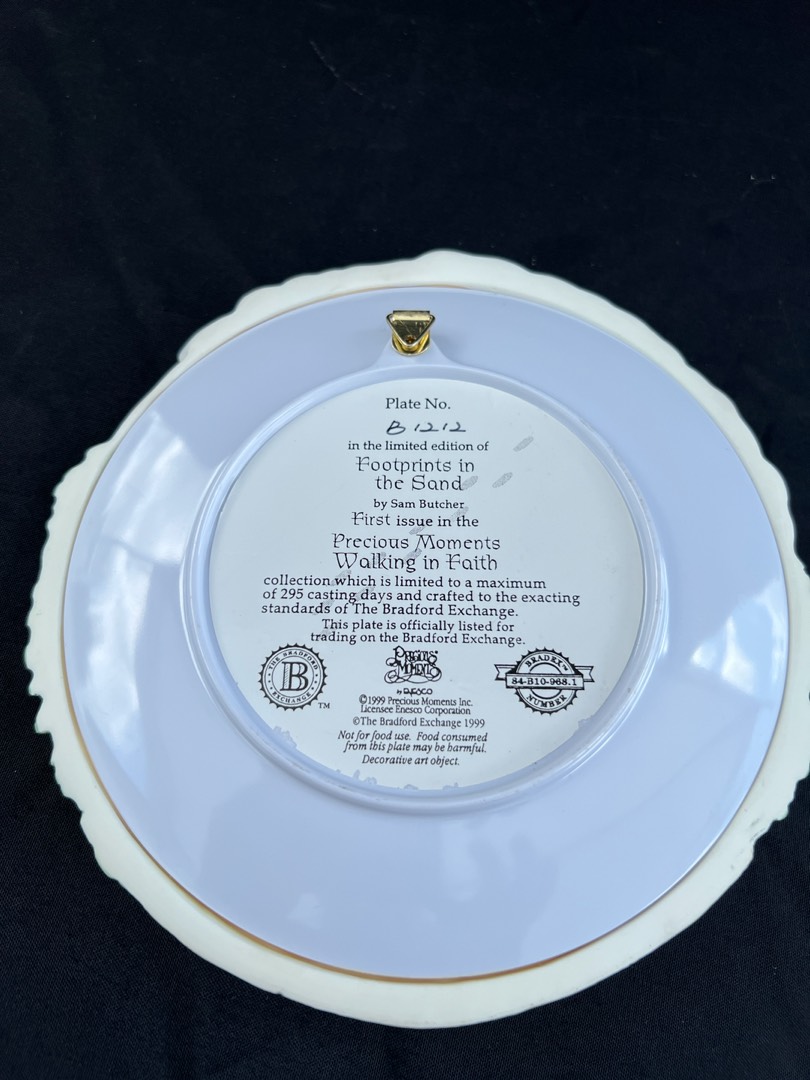 Plate No.
B 1212
in the limited edition of
Footprints in
the Sand
by Sam Butcher
First issue in the
Precious Moments
Walking in Faith
collection which is limited to a maximum
of 295 casting days and crafted to the exacting
standards of The Bradford Exchange.
This plate is officially listed for
trading on the Bradford Exchange.
THE BRADFORD
B
EXCHANGE
TM
PRECIOUS
MOMENTS
by ENESCO
BRADEX™
84-B10-968.1
NUMBER
©1999 Precious Moments Inc.
Licensee Enesco Corporation
©The Bradford Exchange 1999
Not for food use. Food consumed
from this plate may be harmful.
Decorative art object.